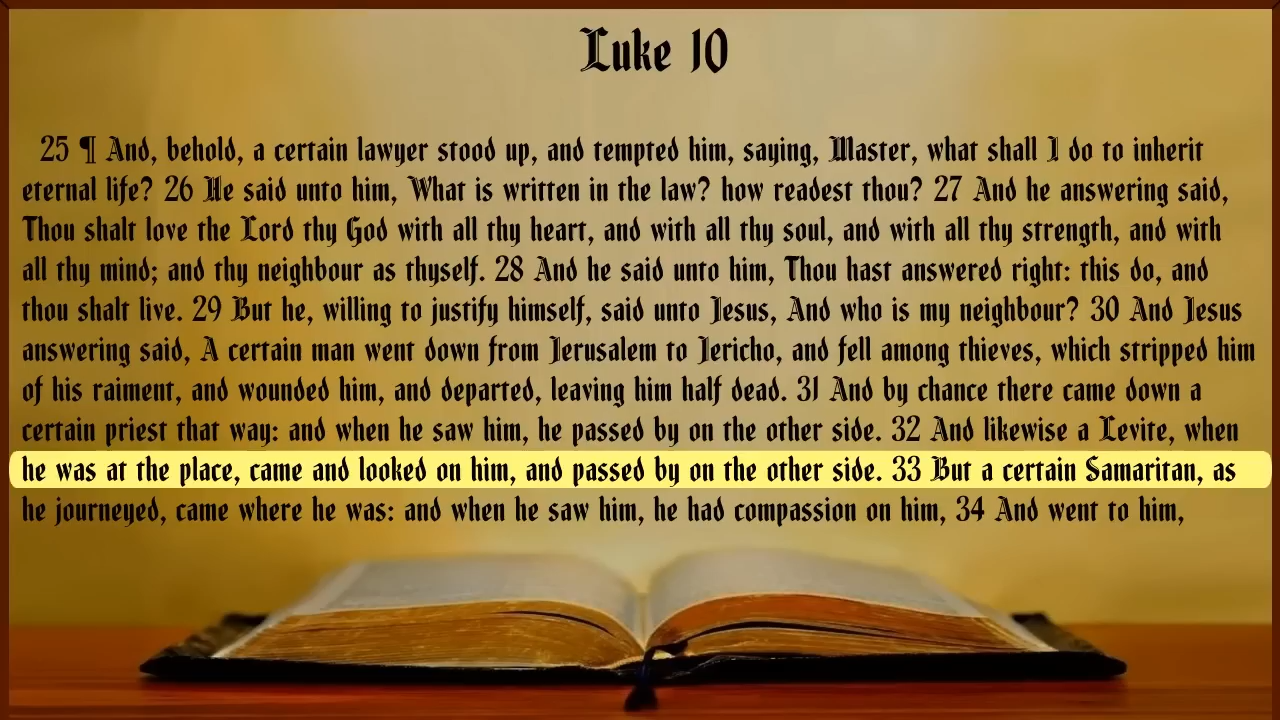 Luke 10
25 ¶ And, behold, a certain lawyer stood up, and tempted him, saying, Master, what shall I do to inherit
eternal life? 26 He said unto him, What is written in the law? how readest thou? 27 And he answering said,
Thou shalt love the Lord thy God with all thy heart, and with all thy soul, and with all thy strength, and with
all thy mind; and thy neighbour as thyself. 28 And he said unto him, Thou hast answered right: this do, and
thou shalt live. 29 But he, willing to justify himself, said unto Jesus, And who is my neighbour? 30 And Jesus
answering said, A certain man went down from Jerusalem to Jericho, and fell among thieves, which stripped him
of his raiment, and wounded him, and departed, leaving him half dead. 31 And by chance there came down a
certain priest that way: and when he saw him, he passed by on the other side. 32 And likewise a Levite, when
he was at the place, came and looked on him, and passed by on the other side. 33 But a certain Samaritan, as
he journeyed, came where he was: and when he saw him, he had compassion on him, 34 And went to him,